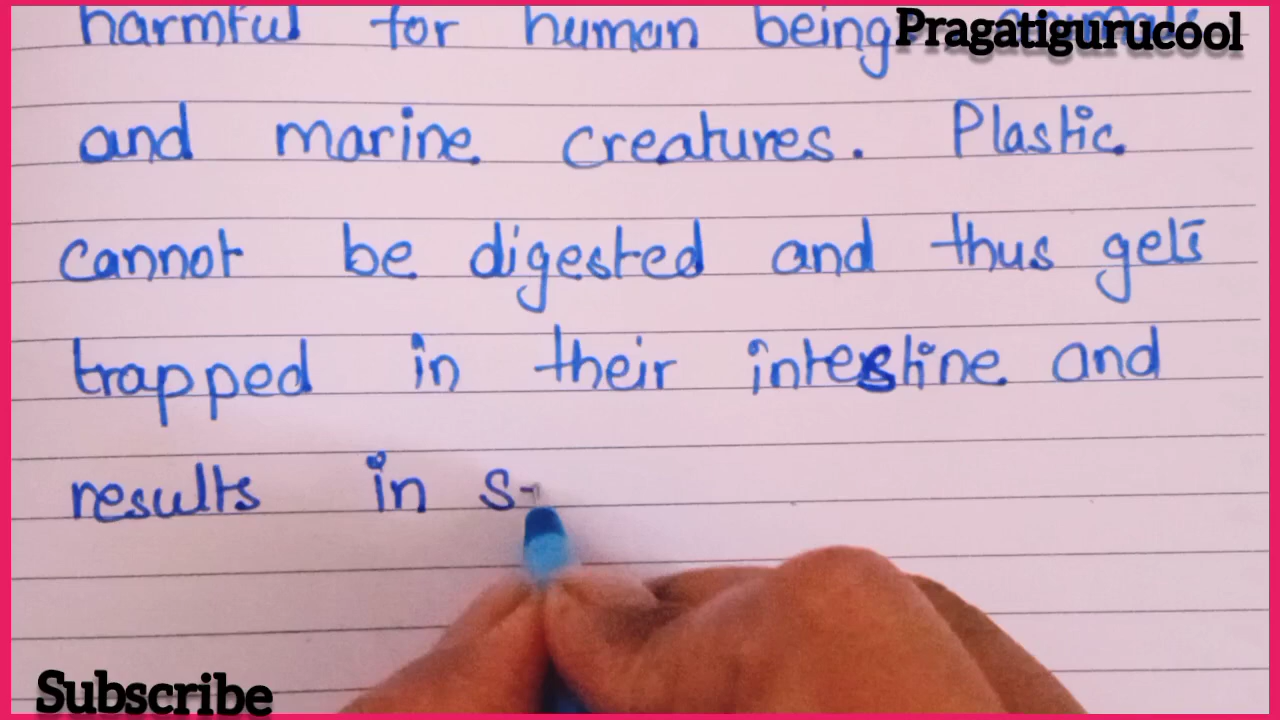 harmful for human being Pragatigurucool
and marine creatures. Plastic
cannot be digested and thus gets
trapped in their intestine and
results in s
Subscribe